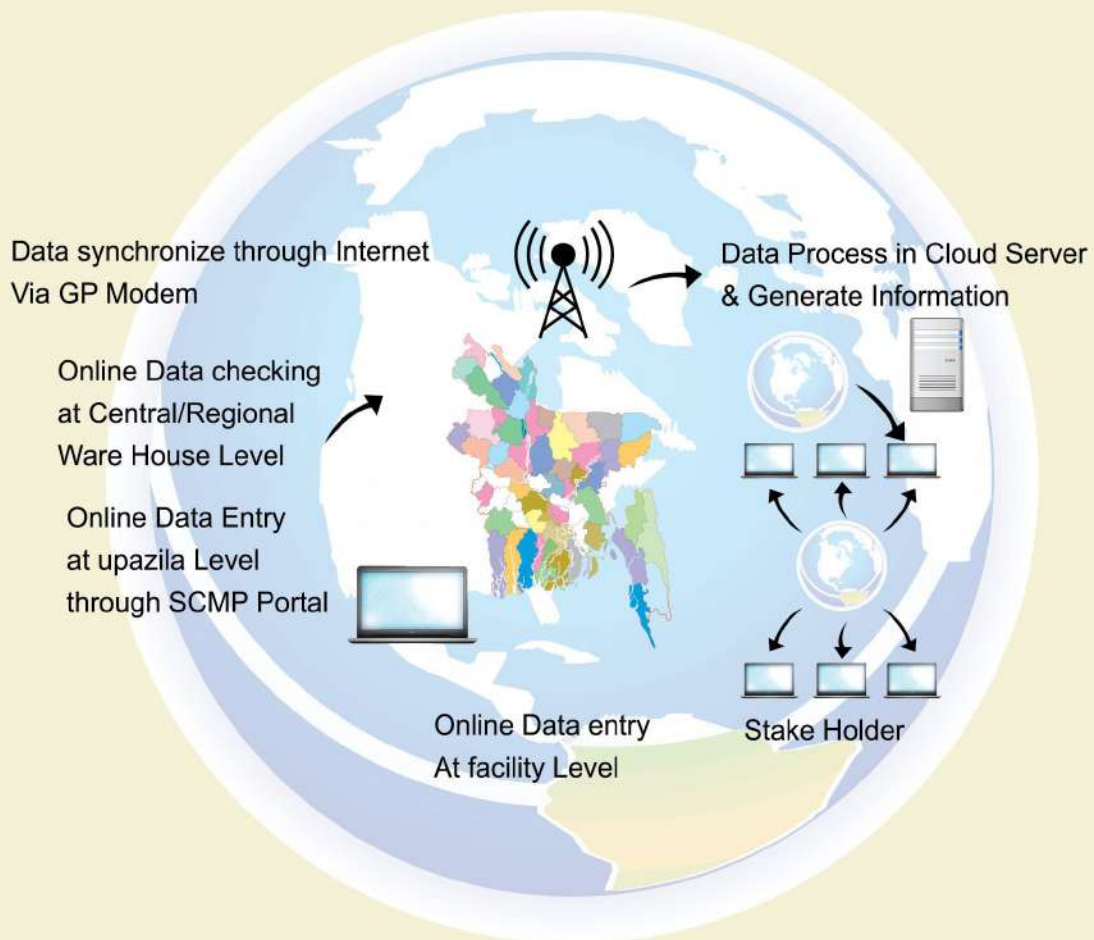 Data synchronize through Internet
Via GP Modem
Data Process in Cloud Server
& Generate Information
Online Data checking
at Central/Regional
Ware House Level
Online Data Entry
at upazila Level
through SCMP Portal
Online Data entry
At facility Level
Stake Holder